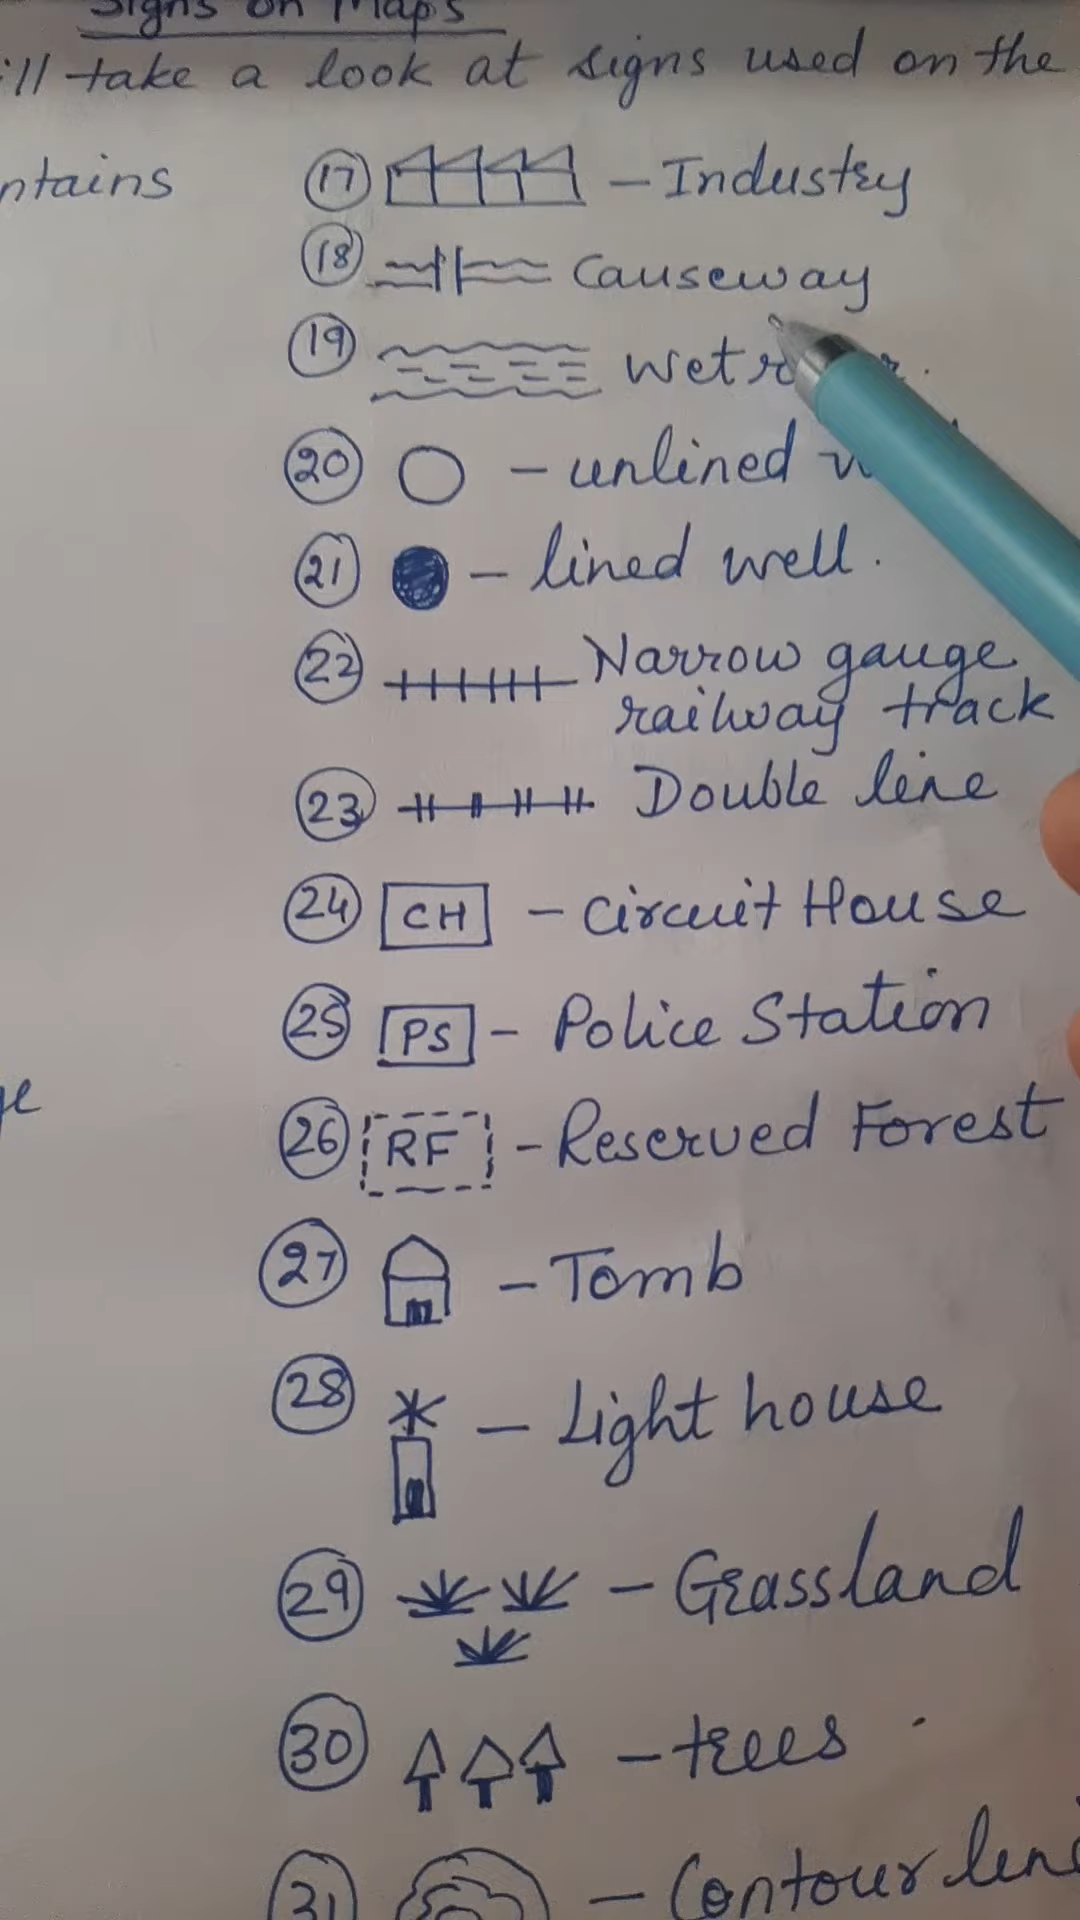 Signs on Maps
ill take a look at signs used on the
ntains
17 - Industry
18 Causeway
19 wet
20 - unlined
21 - lined well.
22 Narrow gauge
railway track
23 Double line
24 CH - Circuit House
25 PS - Police Station
ge
26 RF - Reserved Forest
27 - Tomb
28 - Light house
29 - Grassland
30 - trees
31 - Contour line